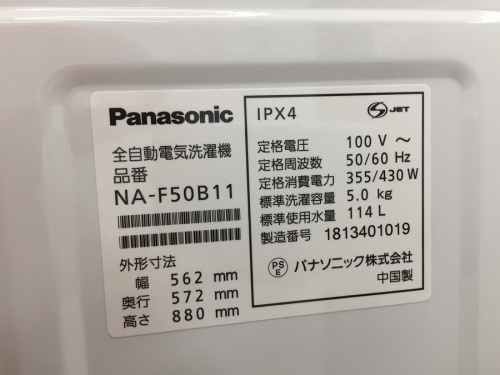 Panasonic
全自動電気洗濯機
品番
NA-F50B11
外形寸法
幅 562 mm
奥行 572 mm
高さ 880 mm
IPX4
S JET
定格電圧 100 V ～
定格周波数 50/60 Hz
定格消費電力 355/430 W
標準洗濯容量 5.0 kg
標準使用水量 114 L
製造番号 1813401019
PS E パナソニック株式会社
中国製